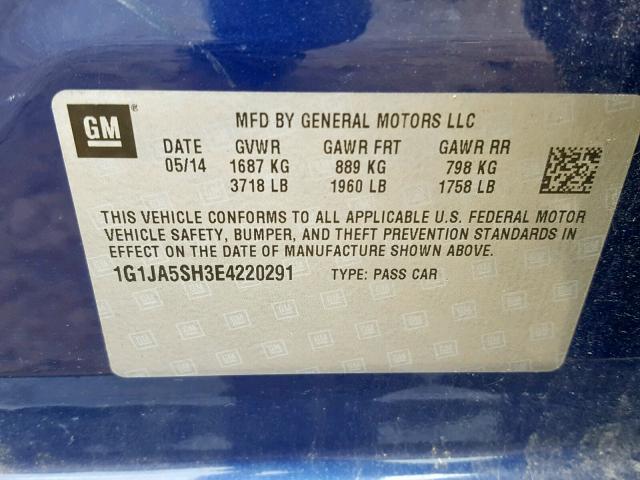 GM ® MFD BY GENERAL MOTORS LLC
DATE GVWR GAWR FRT GAWR RR
05/14 1687 KG 889 KG 798 KG
3718 LB 1960 LB 1758 LB
THIS VEHICLE CONFORMS TO ALL APPLICABLE U.S. FEDERAL MOTOR
VEHICLE SAFETY, BUMPER, AND THEFT PREVENTION STANDARDS IN
EFFECT ON THE DATE OF MANUFACTURE SHOWN ABOVE.
1G1JA5SH3E4220291 TYPE: PASS CAR